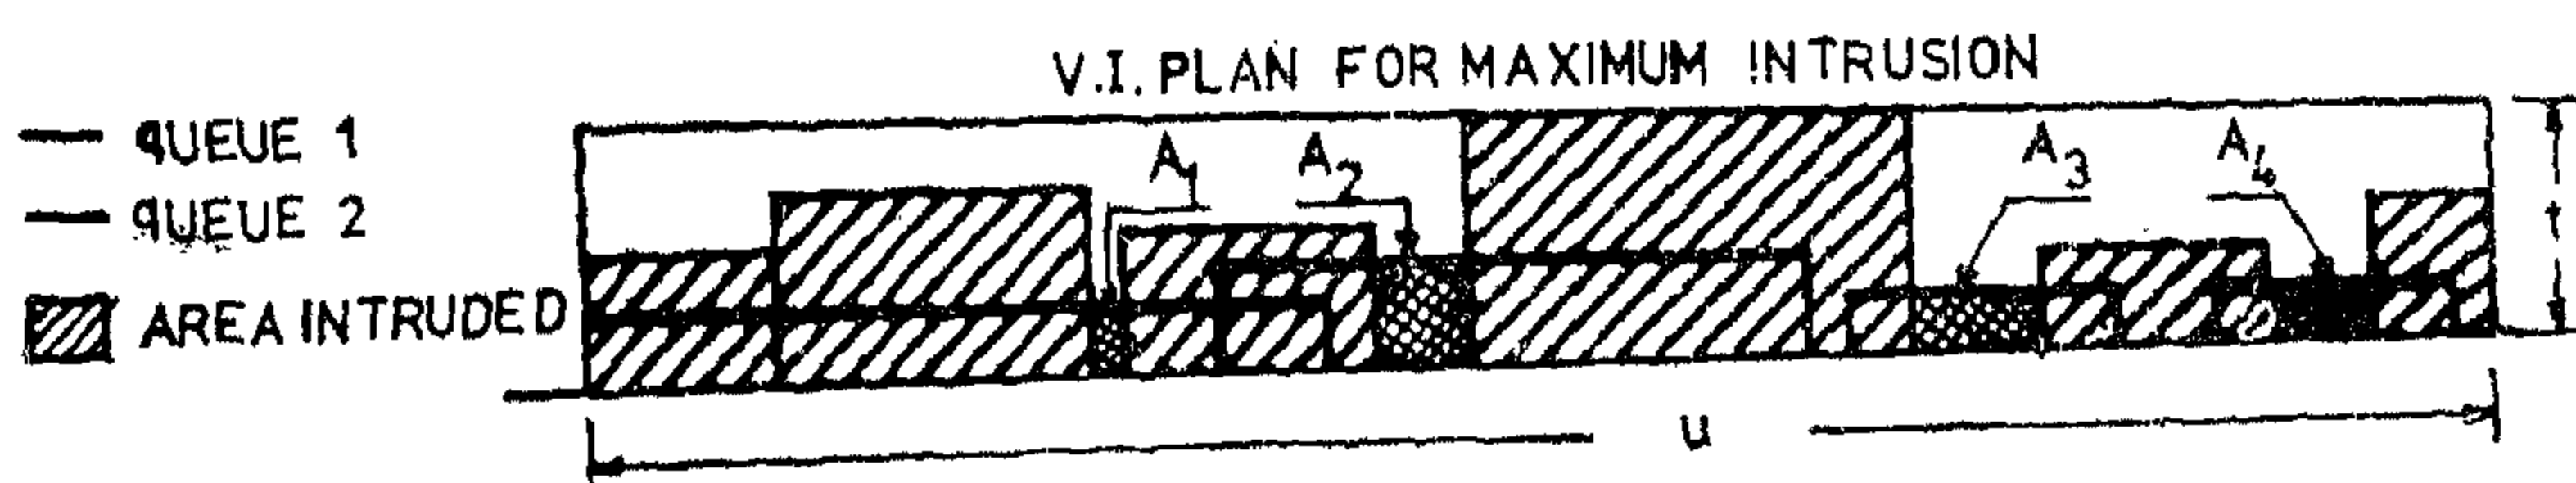 V.I. PLAN FOR MAXIMUM INTRUSION
QUEUE 1
QUEUE 2
AREA INTRUDED
A1 A2 A3 A4
t
u